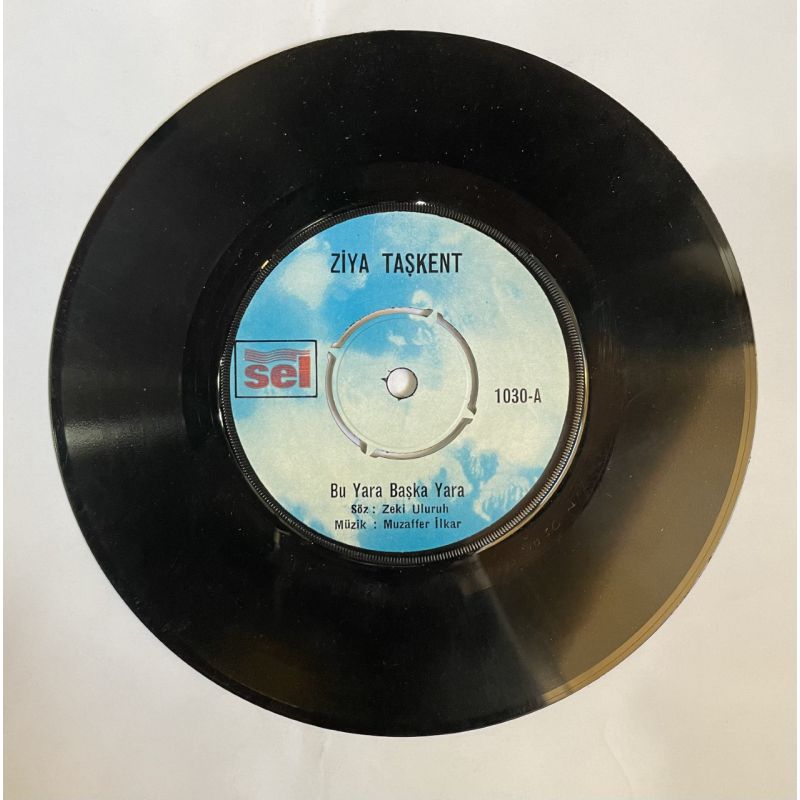 ZİYA TAŞKENT
sel
1030-A
Bu Yara Başka Yara
Söz : Zeki Uluruh
Müzik : Muzaffer İlkar